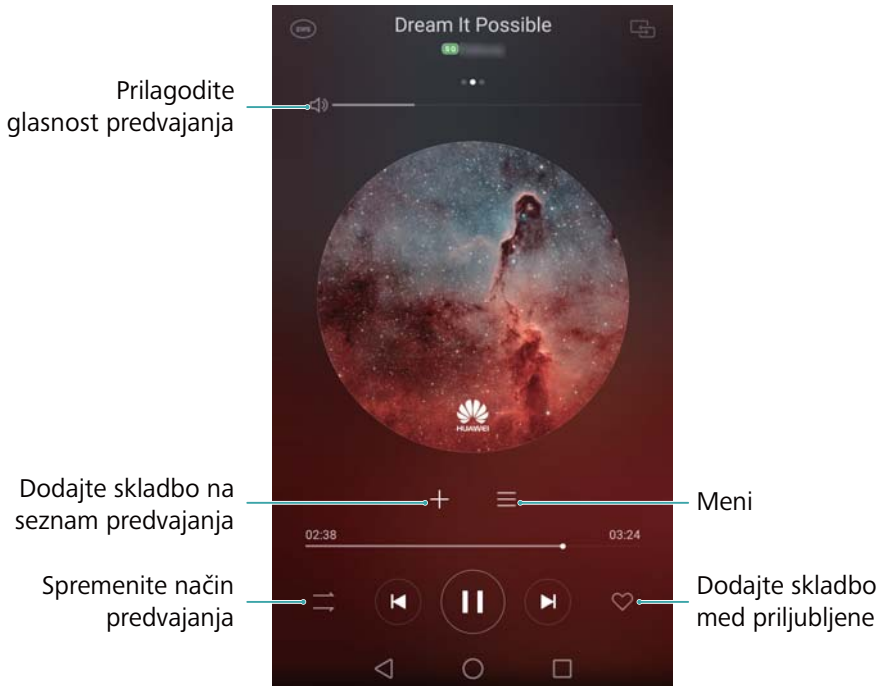 Dream It Possible
SQ
Prilagodite
glasnost predvajanja
HUAWEI
Dodajte skladbo na
seznam predvajanja
Meni
02:38
03:24
Spremenite način
predvajanja
Dodajte skladbo
med priljubljene